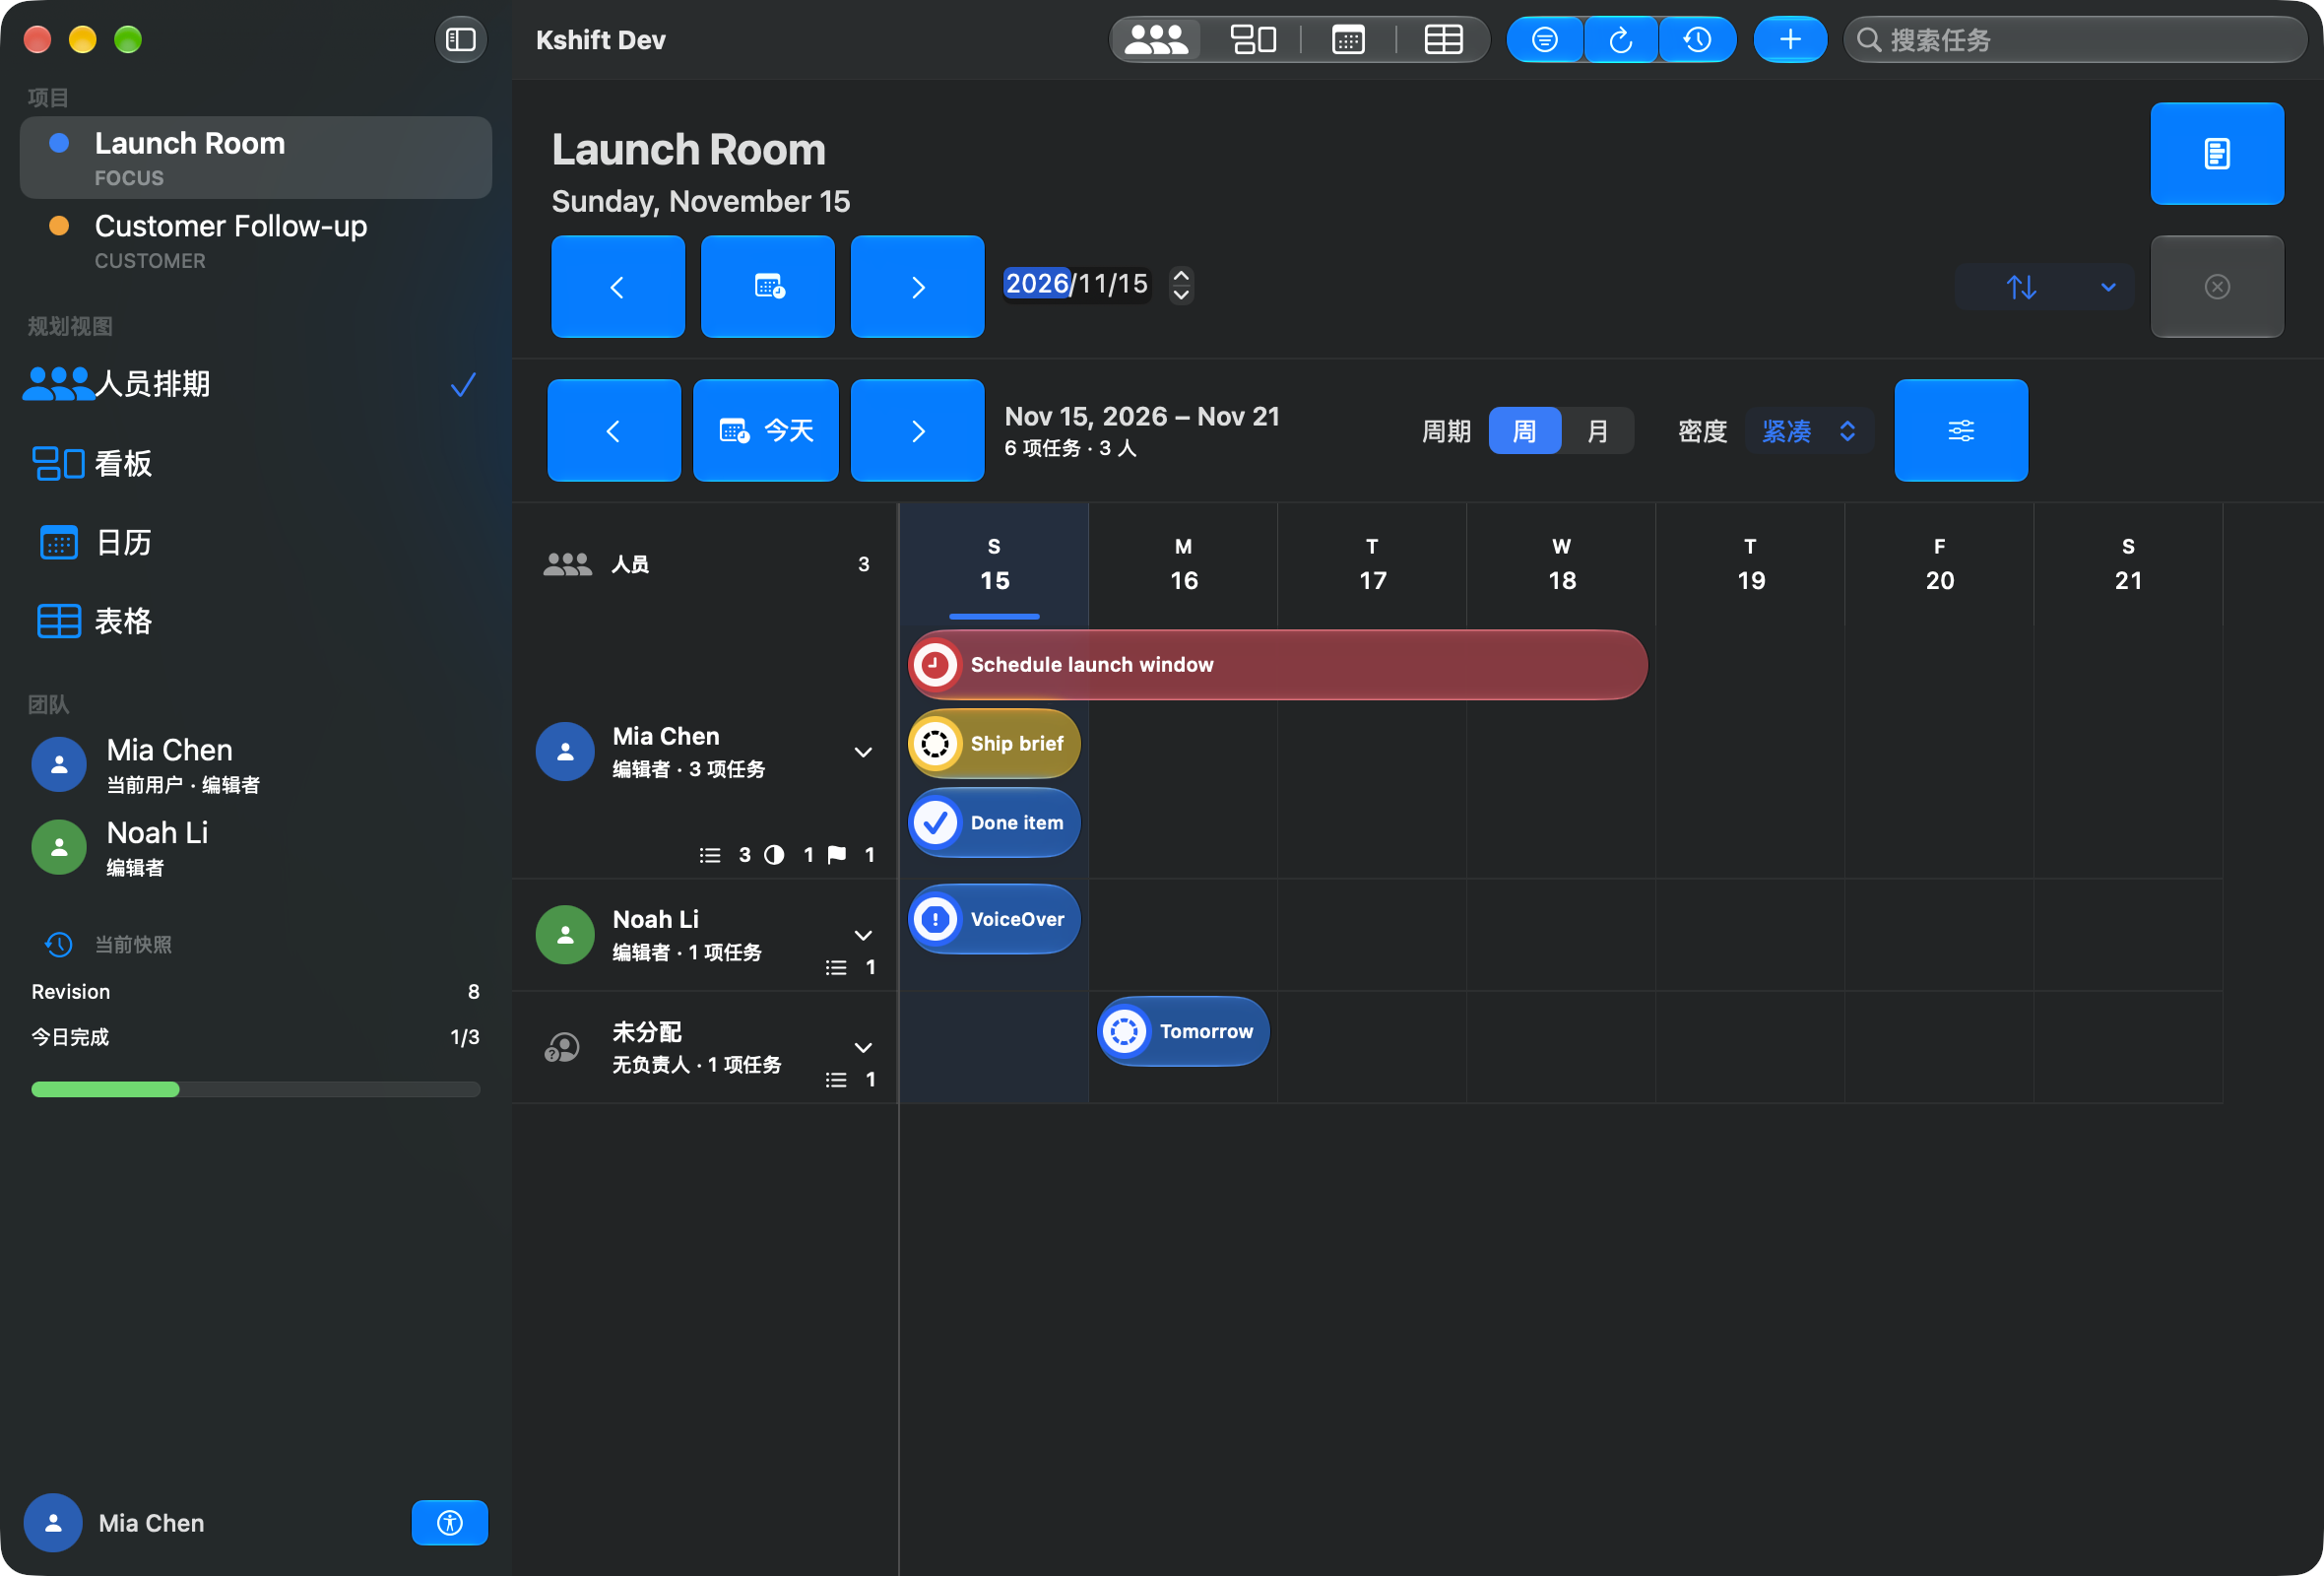 Kshift Dev
搜索任务
项目
Launch Room
FOCUS
Customer Follow-up
CUSTOMER
规划视图
人员排期
看板
日历
表格
团队
Mia Chen
当前用户 · 编辑者
Noah Li
编辑者
当前快照
Revision 8
今日完成 1/3
Mia Chen
Launch Room
Sunday, November 15
2026/11/15
今天
Nov 15, 2026 – Nov 21
6 项任务 · 3 人
周期 周 月
密度 紧凑
人员 3
S M T W T F S
15 16 17 18 19 20 21
Mia Chen
编辑者 · 3 项任务
3 1 1
Schedule launch window
Ship brief
Done item
Noah Li
编辑者 · 1 项任务
1
VoiceOver
未分配
无负责人 · 1 项任务
1
Tomorrow